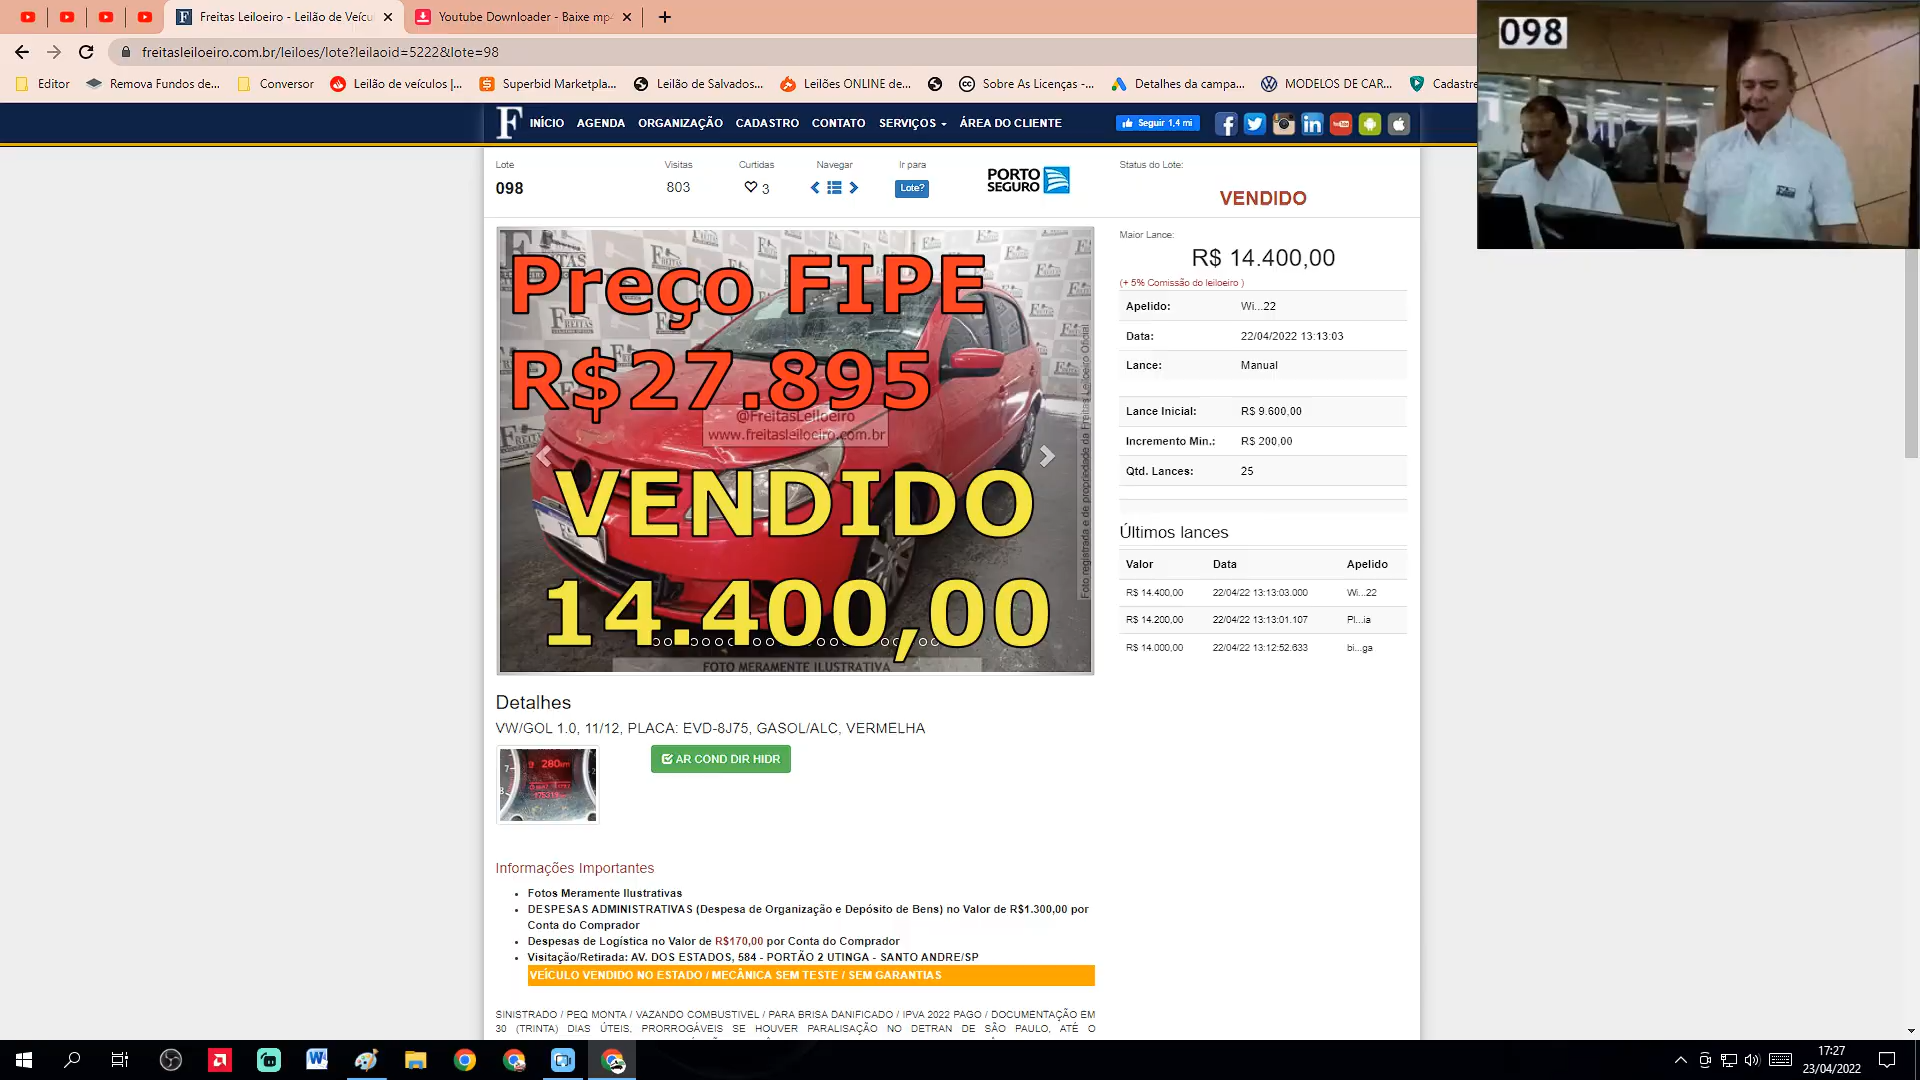 Freitas Leiloeiro - Leilão de Veícu
Youtube Downloader - Baixe mp
freitasleiloeiro.com.br/leiloes/lote?leilaoid=5222&lote=98
Editor
Remova Fundos de...
Conversor
Leilão de veículos |...
Superbid Marketpla...
Leilão de Salvados...
Leilões ONLINE de...
Sobre As Licenças -...
Detalhes da campa...
MODELOS DE CAR...
Cadastre
098
F
INÍCIO
AGENDA
ORGANIZAÇÃO
CADASTRO
CONTATO
SERVIÇOS
ÁREA DO CLIENTE
Seguir 1,4 mi
Lote
098
Visitas
803
Curtidas
3
Navegar
Ir para
Lote?
PORTO
SEGURO
Status do Lote:
VENDIDO
Maior Lance:
R$ 14.400,00
(+ 5% Comissão do leiloeiro )
Apelido: Wi...22
Data: 22/04/2022 13:13:03
Lance: Manual
Lance Inicial: R$ 9.600,00
Incremento Min.: R$ 200,00
Qtd. Lances: 25
Últimos lances
Valor Data Apelido
R$ 14.400,00 22/04/22 13:13:03.000 Wi...22
R$ 14.200,00 22/04/22 13:13:01.107 Pl...ia
R$ 14.000,00 22/04/22 13:12:52.633 bi...ga
Preço FIPE
R$27.895
@FreitasLeiloeiro
www.freitasleiloeiro.com.br
VENDIDO
14.400,00
FOTO MERAMENTE ILUSTRATIVA
Foto registrada e de propriedade da Freitas Leiloeiro Oficial
Detalhes
VW/GOL 1.0, 11/12, PLACA: EVD-8J75, GASOL/ALC, VERMELHA
280km
AR COND DIR HIDR
Informações Importantes
Fotos Meramente Ilustrativas
DESPESAS ADMINISTRATIVAS (Despesa de Organização e Depósito de Bens) no Valor de R$1.300,00 por
Conta do Comprador
Despesas de Logística no Valor de R$170,00 por Conta do Comprador
Visitação/Retirada: AV. DOS ESTADOS, 584 - PORTÃO 2 UTINGA - SANTO ANDRE/SP
VEÍCULO VENDIDO NO ESTADO / MECÂNICA SEM TESTE / SEM GARANTIAS
SINISTRADO / PEQ MONTA / VAZANDO COMBUSTIVEL / PARA BRISA DANIFICADO / IPVA 2022 PAGO / DOCUMENTAÇÃO EM
30 (TRINTA) DIAS ÚTEIS, PRORROGÁVEIS SE HOUVER PARALISAÇÃO NO DETRAN DE SÃO PAULO, ATÉ O
17:27
23/04/2022